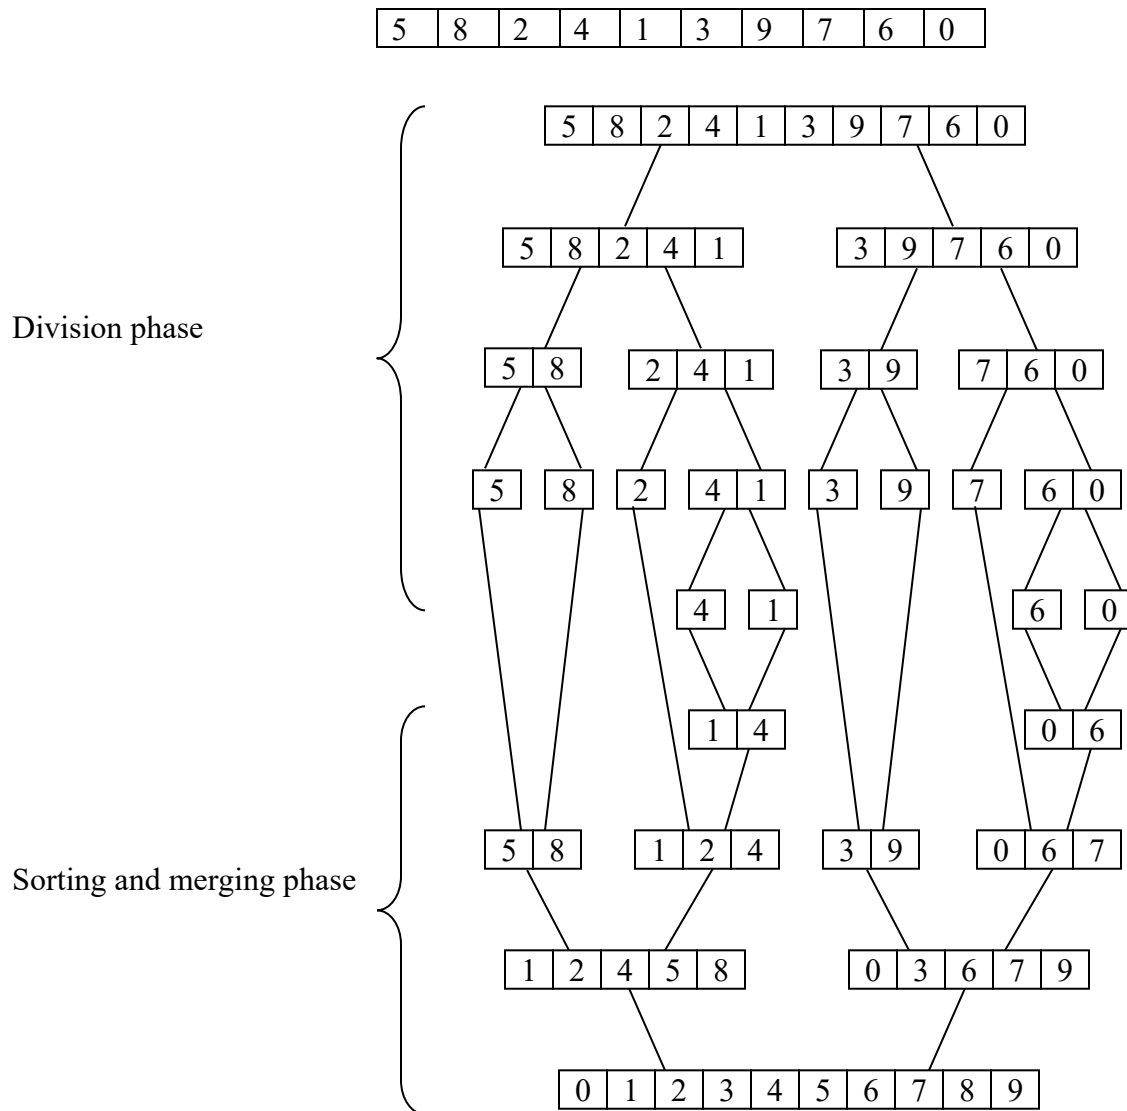 5 8 2 4 1 3 9 7 6 0
5 8 2 4 1 3 9 7 6 0
5 8 2 4 1 3 9 7 6 0
Division phase
5 8 2 4 1 3 9 7 6 0
5 8 2 4 1 3 9 7 6 0
4 1 6 0
1 4 0 6
5 8 1 2 4 3 9 0 6 7
Sorting and merging phase
1 2 4 5 8 0 3 6 7 9
0 1 2 3 4 5 6 7 8 9